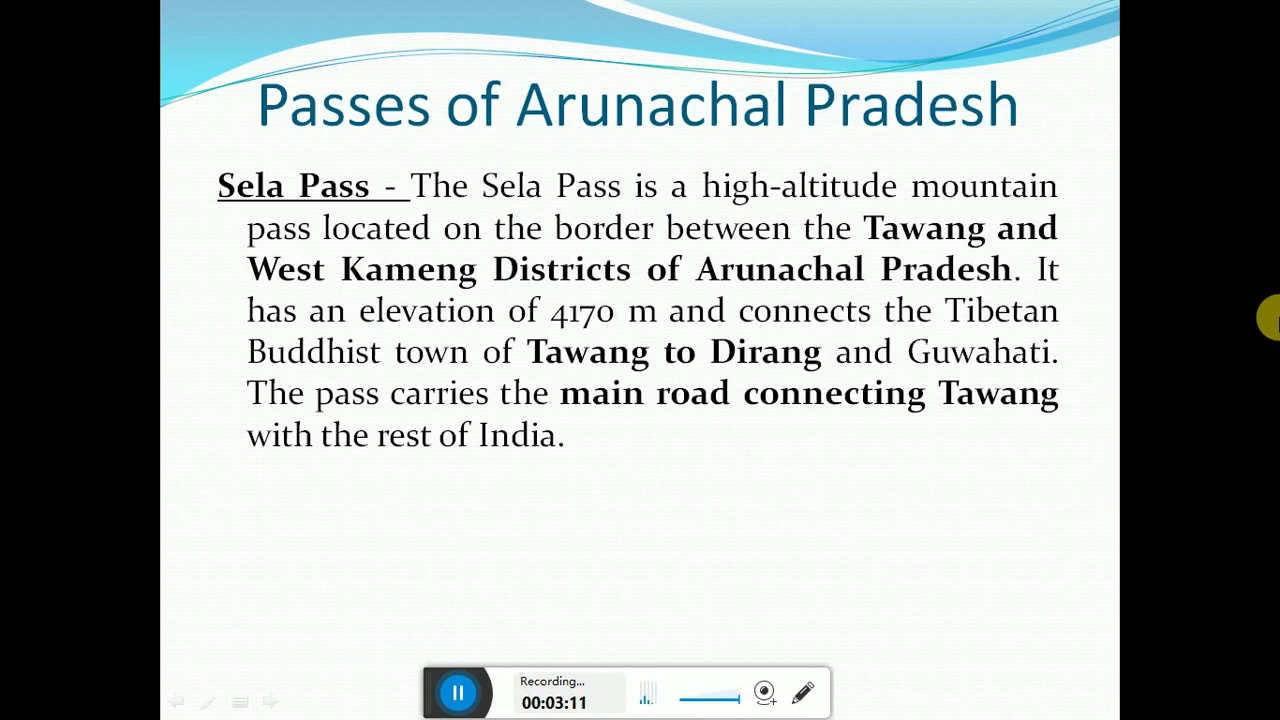 Passes of Arunachal Pradesh
Sela Pass - The Sela Pass is a high-altitude mountain
pass located on the border between the Tawang and
West Kameng Districts of Arunachal Pradesh. It
has an elevation of 4170 m and connects the Tibetan
Buddhist town of Tawang to Dirang and Guwahati.
The pass carries the main road connecting Tawang
with the rest of India.
Recording...
00:03:11